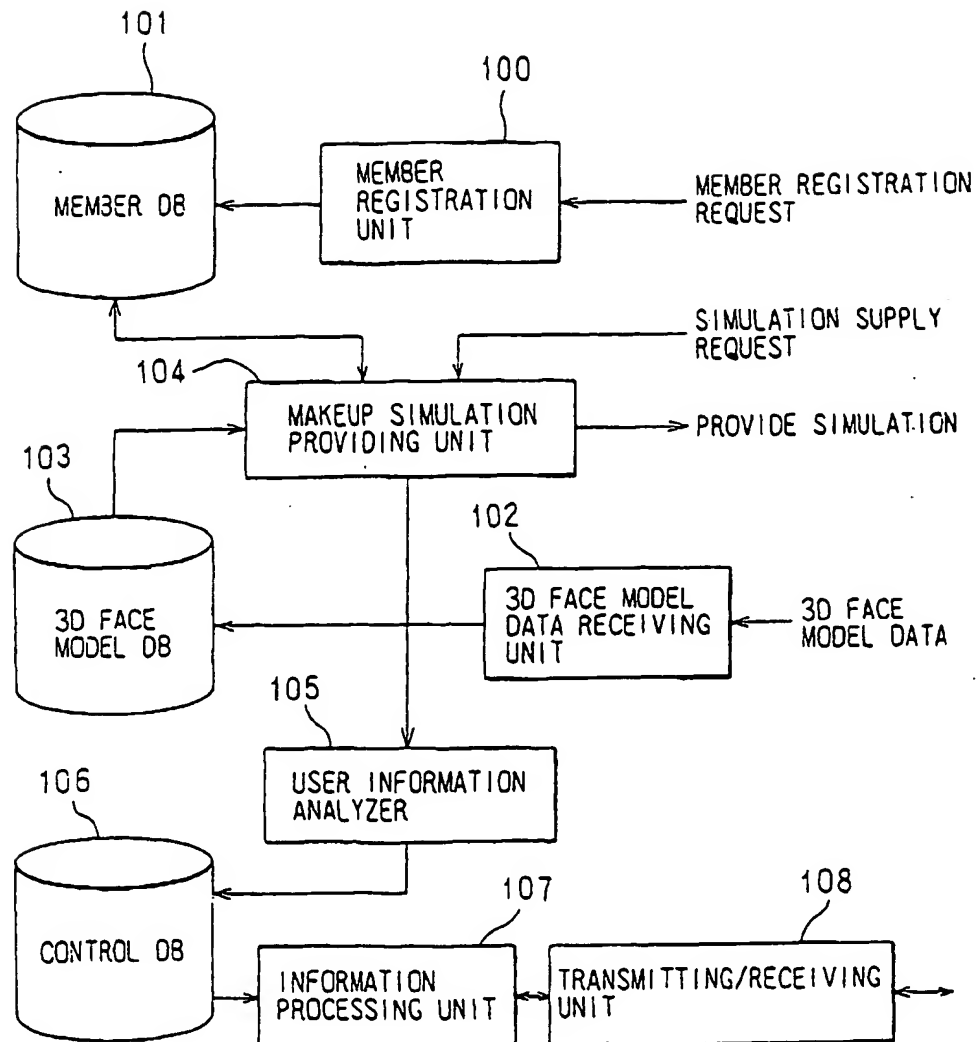 101
100
MEMBER DB
MEMBER
REGISTRATION
UNIT
MEMBER REGISTRATION
REQUEST
SIMULATION SUPPLY
REQUEST
104
MAKEUP SIMULATION
PROVIDING UNIT
PROVIDE SIMULATION
103
102
3D FACE
MODEL DB
3D FACE MODEL
DATA RECEIVING
UNIT
3D FACE
MODEL DATA
105
USER INFORMATION
ANALYZER
106
107
108
CONTROL DB
INFORMATION
PROCESSING UNIT
TRANSMITTING/RECEIVING
UNIT